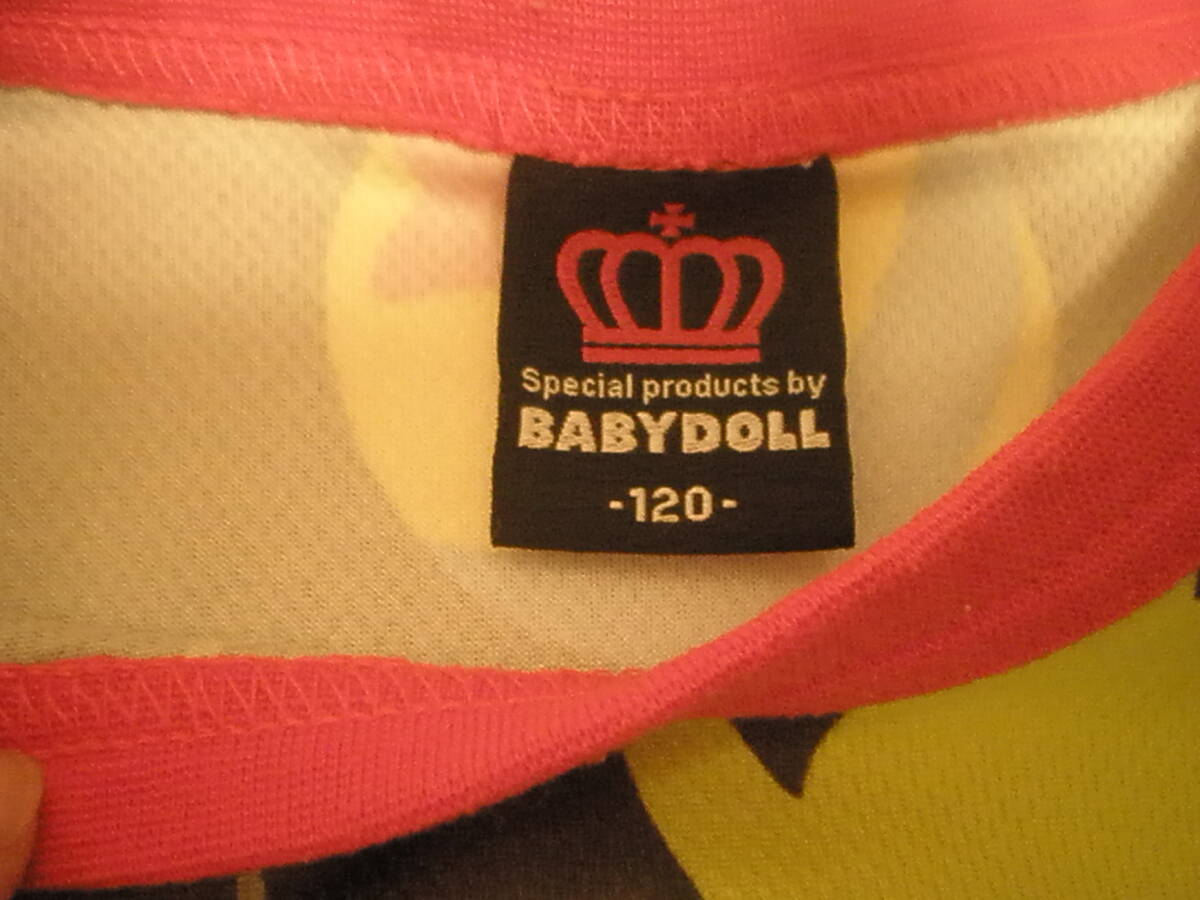 Special products by
BABYDOLL
-120-